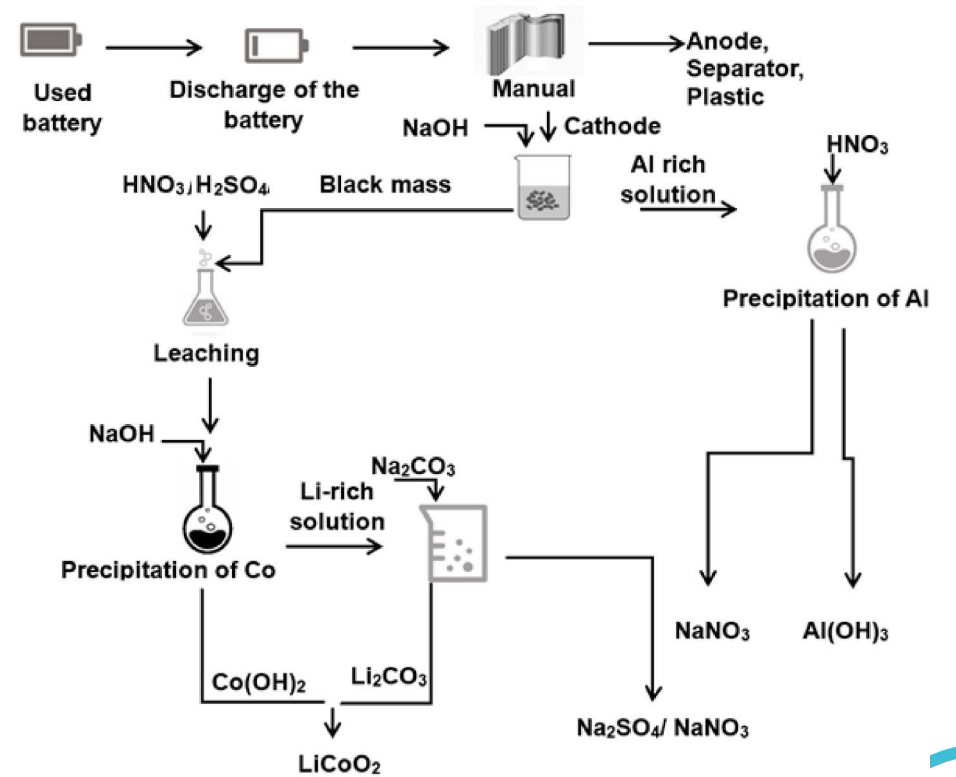 Used
battery
Discharge of the
battery
Manual
Anode,
Separator,
Plastic
NaOH
Cathode
HNO₃/H₂SO₄
Black mass
Al rich
solution
HNO₃
Leaching
Precipitation of Al
NaOH
Precipitation of Co
Li-rich
solution
Na₂CO₃
Co(OH)₂
Li₂CO₃
LiCoO₂
Na₂SO₄/ NaNO₃
NaNO₃
Al(OH)₃